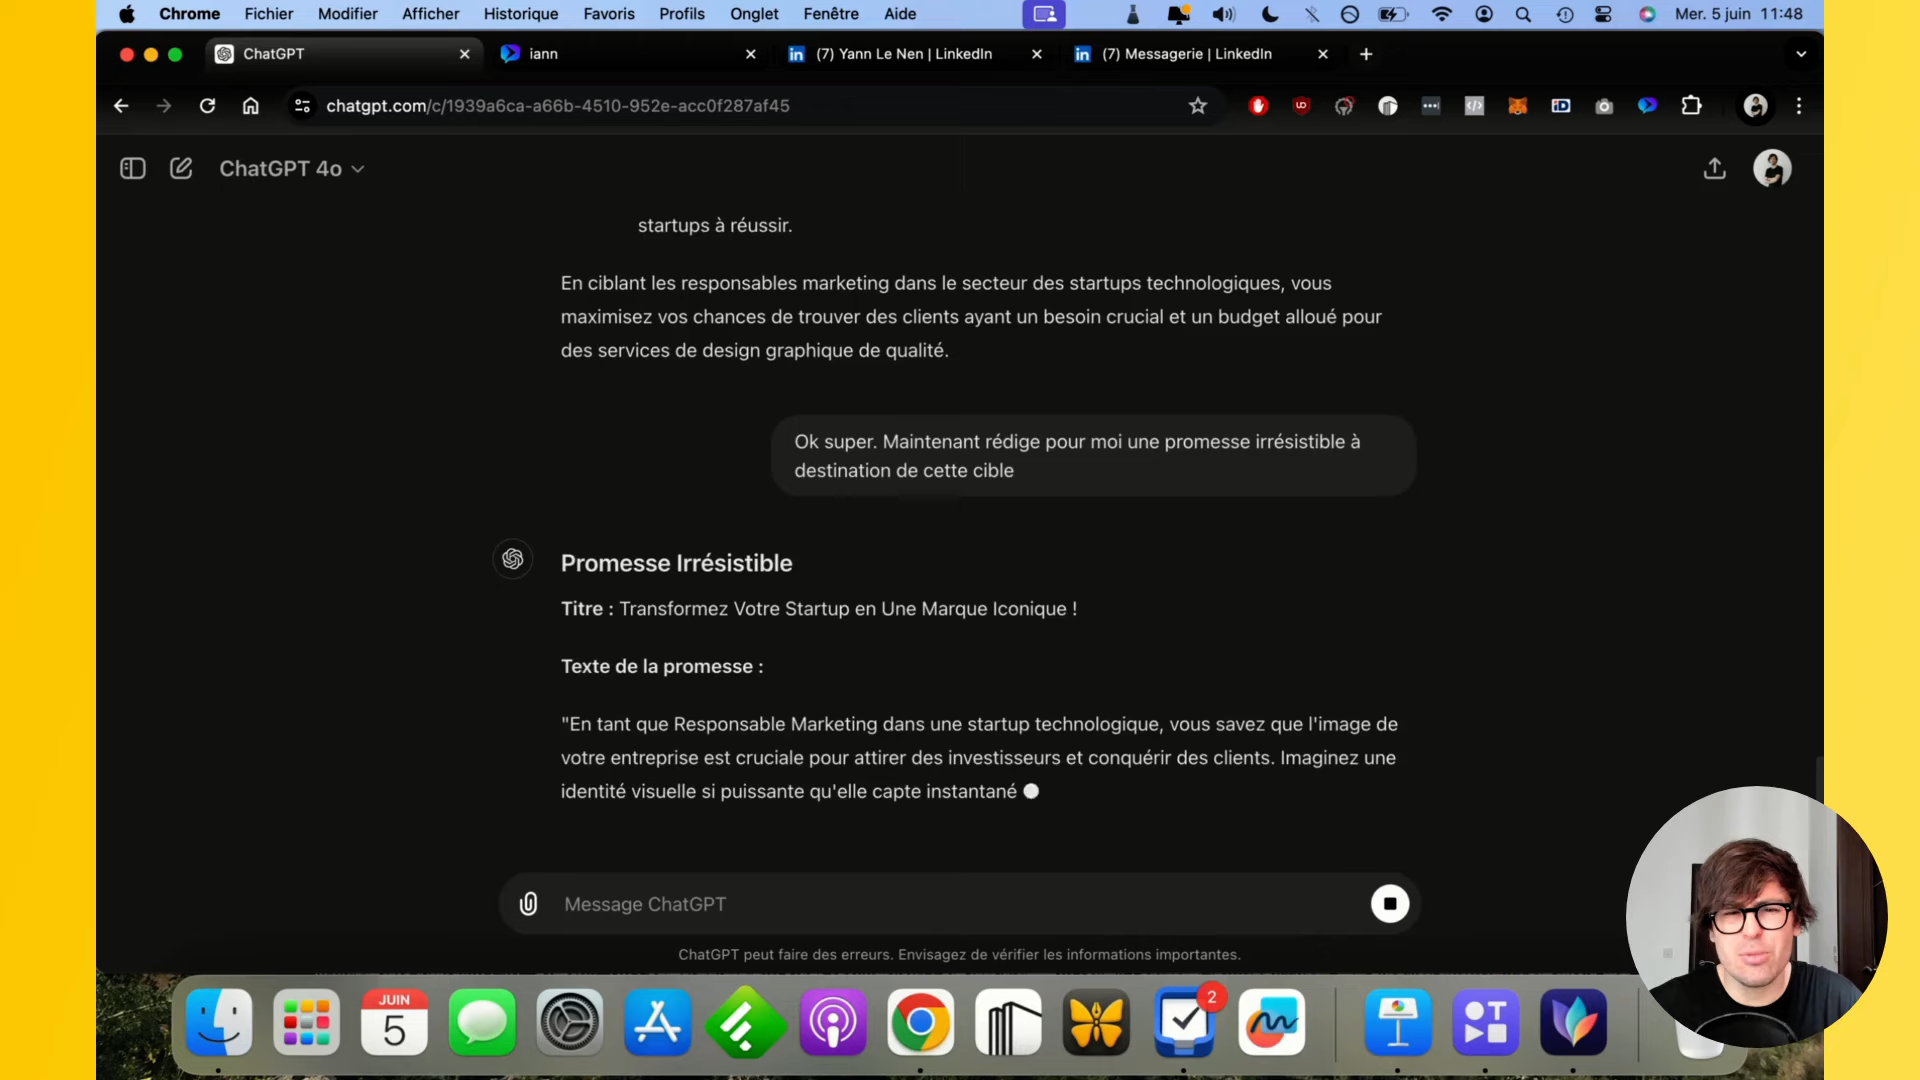 Chrome Fichier Modifier Afficher Historique Favoris Profils Onglet Fenêtre Aide Mer. 5 juin 11:48
ChatGPT iann (7) Yann Le Nen | LinkedIn (7) Messagerie | LinkedIn
chatgpt.com/c/1939a6ca-a66b-4510-952e-acc0f287af45
ChatGPT 4o
startups à réussir.
En ciblant les responsables marketing dans le secteur des startups technologiques, vous
maximisez vos chances de trouver des clients ayant un besoin crucial et un budget alloué pour
des services de design graphique de qualité.
Ok super. Maintenant rédige pour moi une promesse irrésistible à
destination de cette cible
Promesse Irrésistible
Titre : Transformez Votre Startup en Une Marque Iconique !
Texte de la promesse :
"En tant que Responsable Marketing dans une startup technologique, vous savez que l'image de
votre entreprise est cruciale pour attirer des investisseurs et conquérir des clients. Imaginez une
identité visuelle si puissante qu'elle capte instantané
Message ChatGPT
ChatGPT peut faire des erreurs. Envisagez de vérifier les informations importantes.
JUIN
5
2